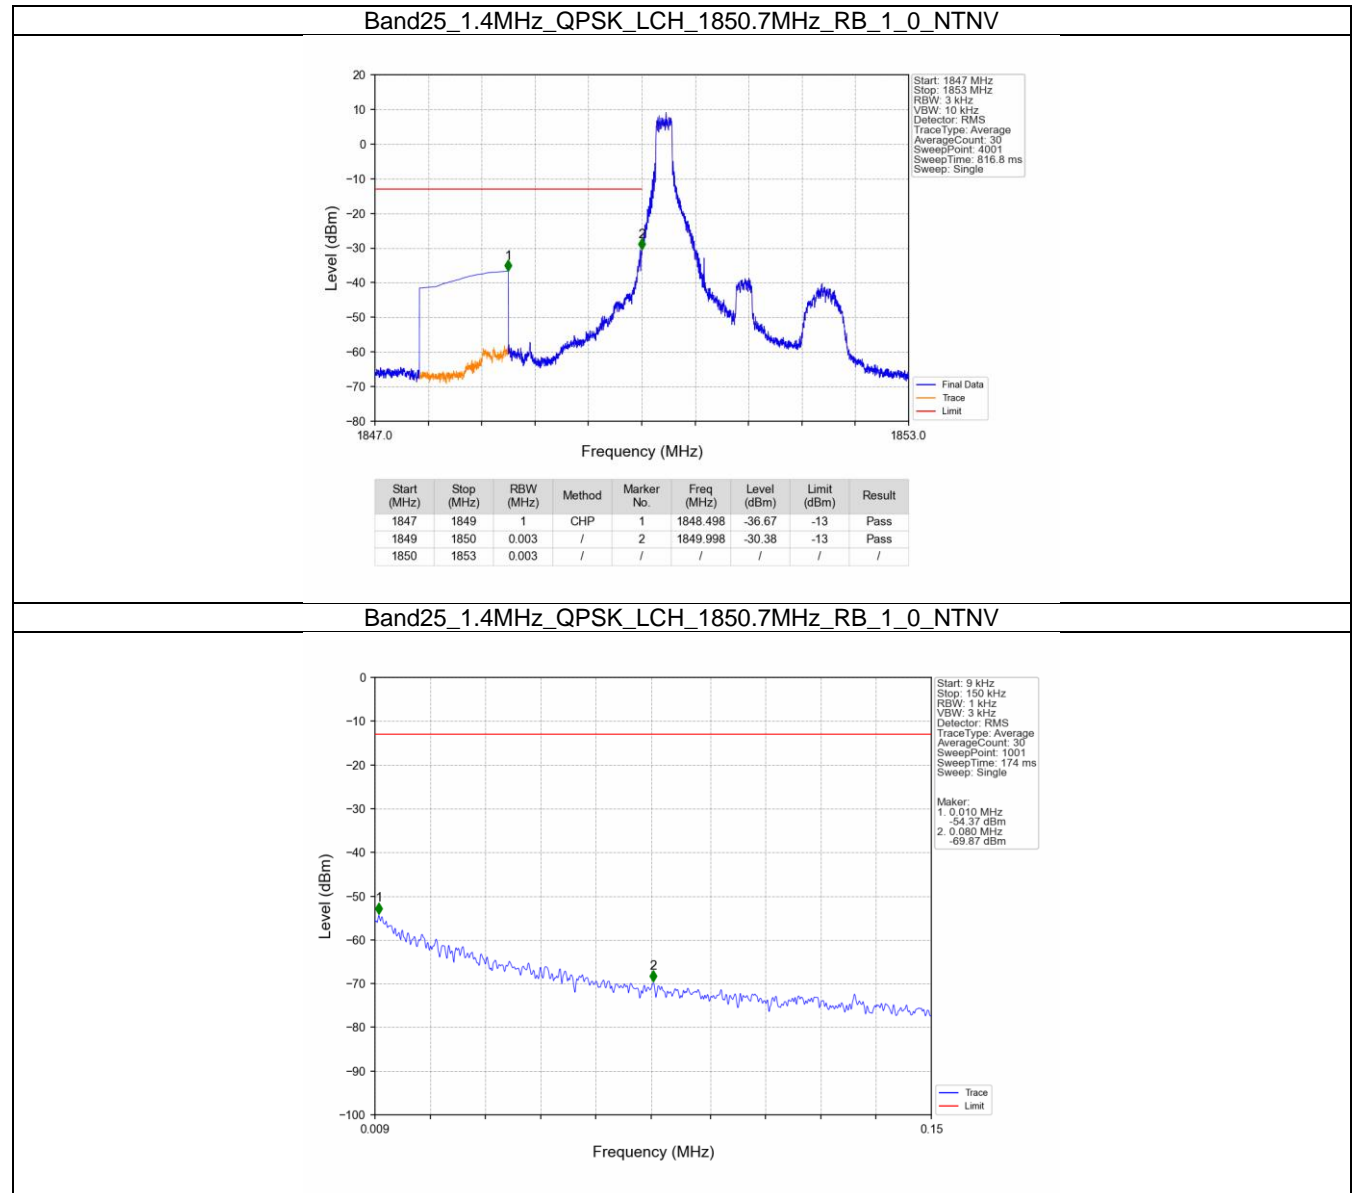 Band25_1.4MHz_QPSK_LCH_1850.7MHz_RB_1_0_NTNV
20
10
0
−10
−20
−30
−40
−50
−60
−70
−80
Level (dBm)
1
2
1847.0
1853.0
Frequency (MHz)
Start: 1847 MHz
Stop: 1853 MHz
RBW: 3 kHz
VBW: 10 kHz
Detector: RMS
TraceType: Average
AverageCount: 30
SweepPoint: 4001
SweepTime: 816.8 ms
Sweep: Single
Final Data
Trace
Limit
Start (MHz) Stop (MHz) RBW (MHz) Method Marker No. Freq (MHz) Level (dBm) Limit (dBm) Result
1847 1849 1 CHP 1 1848.498 -36.67 -13 Pass
1849 1850 0.003 / 2 1849.998 -30.38 -13 Pass
1850 1853 0.003 / / / / / /
Band25_1.4MHz_QPSK_LCH_1850.7MHz_RB_1_0_NTNV
0
−10
−20
−30
−40
−50
−60
−70
−80
−90
−100
Level (dBm)
1
2
0.009
0.15
Frequency (MHz)
Start: 9 kHz
Stop: 150 kHz
RBW: 1 kHz
VBW: 3 kHz
Detector: RMS
TraceType: Average
AverageCount: 30
SweepPoint: 1001
SweepTime: 174 ms
Sweep: Single
Maker:
1. 0.010 MHz
-54.37 dBm
2. 0.080 MHz
-69.87 dBm
Trace
Limit